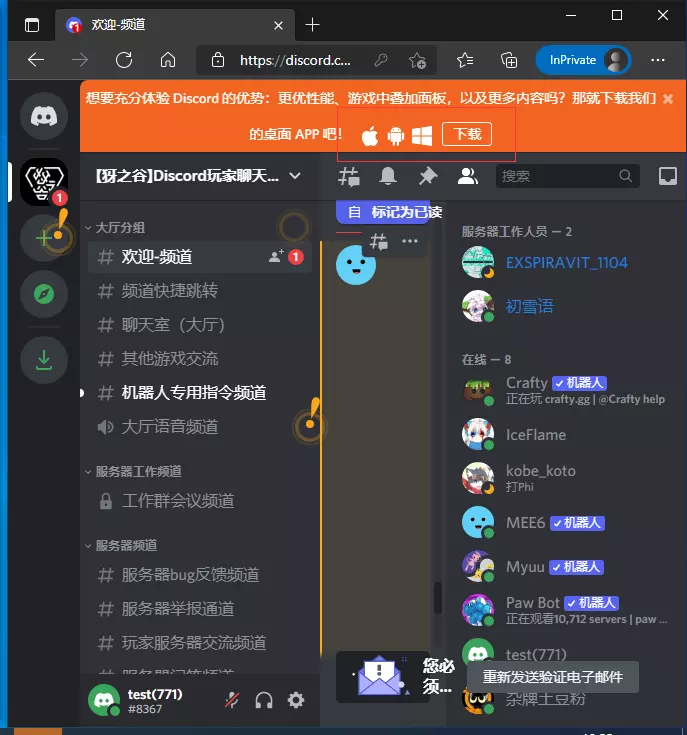 欢迎-频道
https://discord.c...
InPrivate
想要充分体验 Discord 的优势：更优性能、游戏中叠加面板，以及更多内容吗？那就下载我们
的桌面 APP 吧！
下载
【犽之谷】Discord玩家聊天...
搜索
1
大厅分组
欢迎-频道
1
频道快捷跳转
聊天室（大厅）
其他游戏交流
机器人专用指令频道
大厅语音频道
服务器工作频道
工作群会议频道
服务器频道
服务器bug反馈频道
服务器举报通道
玩家服务器交流频道
test(771)
#8367
自
标记为已读
您必
须...
服务器工作人员 — 2
EXSPIRAVIT_1104
初雪语
在线 — 8
Crafty 机器人
正在玩 crafty.gg | @Crafty help
IceFlame
kobe_koto
打Phi
MEE6 机器人
Myuu 机器人
Paw Bot 机器人
正在观看10,712 servers | paw ...
test(771)
重新发送验证电子邮件
杂牌土豆粉